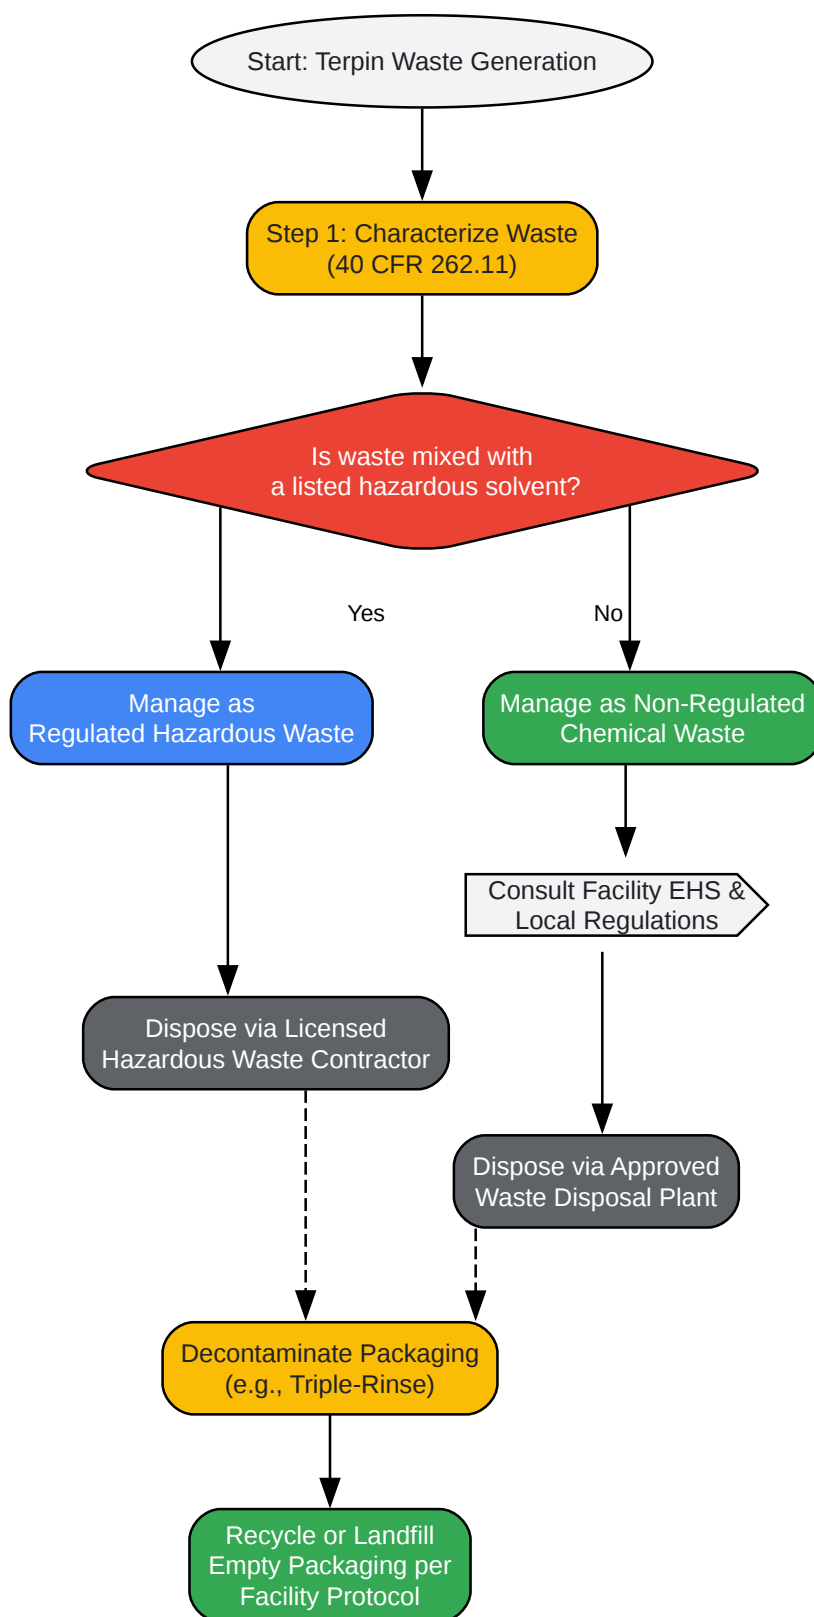 Start: Terpin Waste Generation
Step 1: Characterize Waste
(40 CFR 262.11)
Is waste mixed with
a listed hazardous solvent?
Yes
No
Manage as
Regulated Hazardous Waste
Manage as Non-Regulated
Chemical Waste
Consult Facility EHS &
Local Regulations
Dispose via Licensed
Hazardous Waste Contractor
Dispose via Approved
Waste Disposal Plant
Decontaminate Packaging
(e.g., Triple-Rinse)
Recycle or Landfill
Empty Packaging per
Facility Protocol